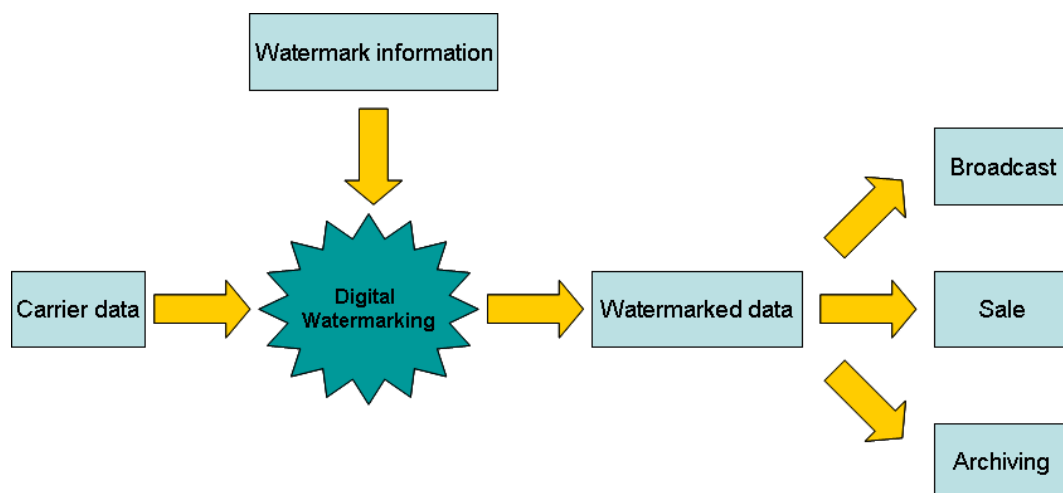 Watermark information
Broadcast
Carrier data
Digital
Watermarking
Watermarked data
Sale
Archiving